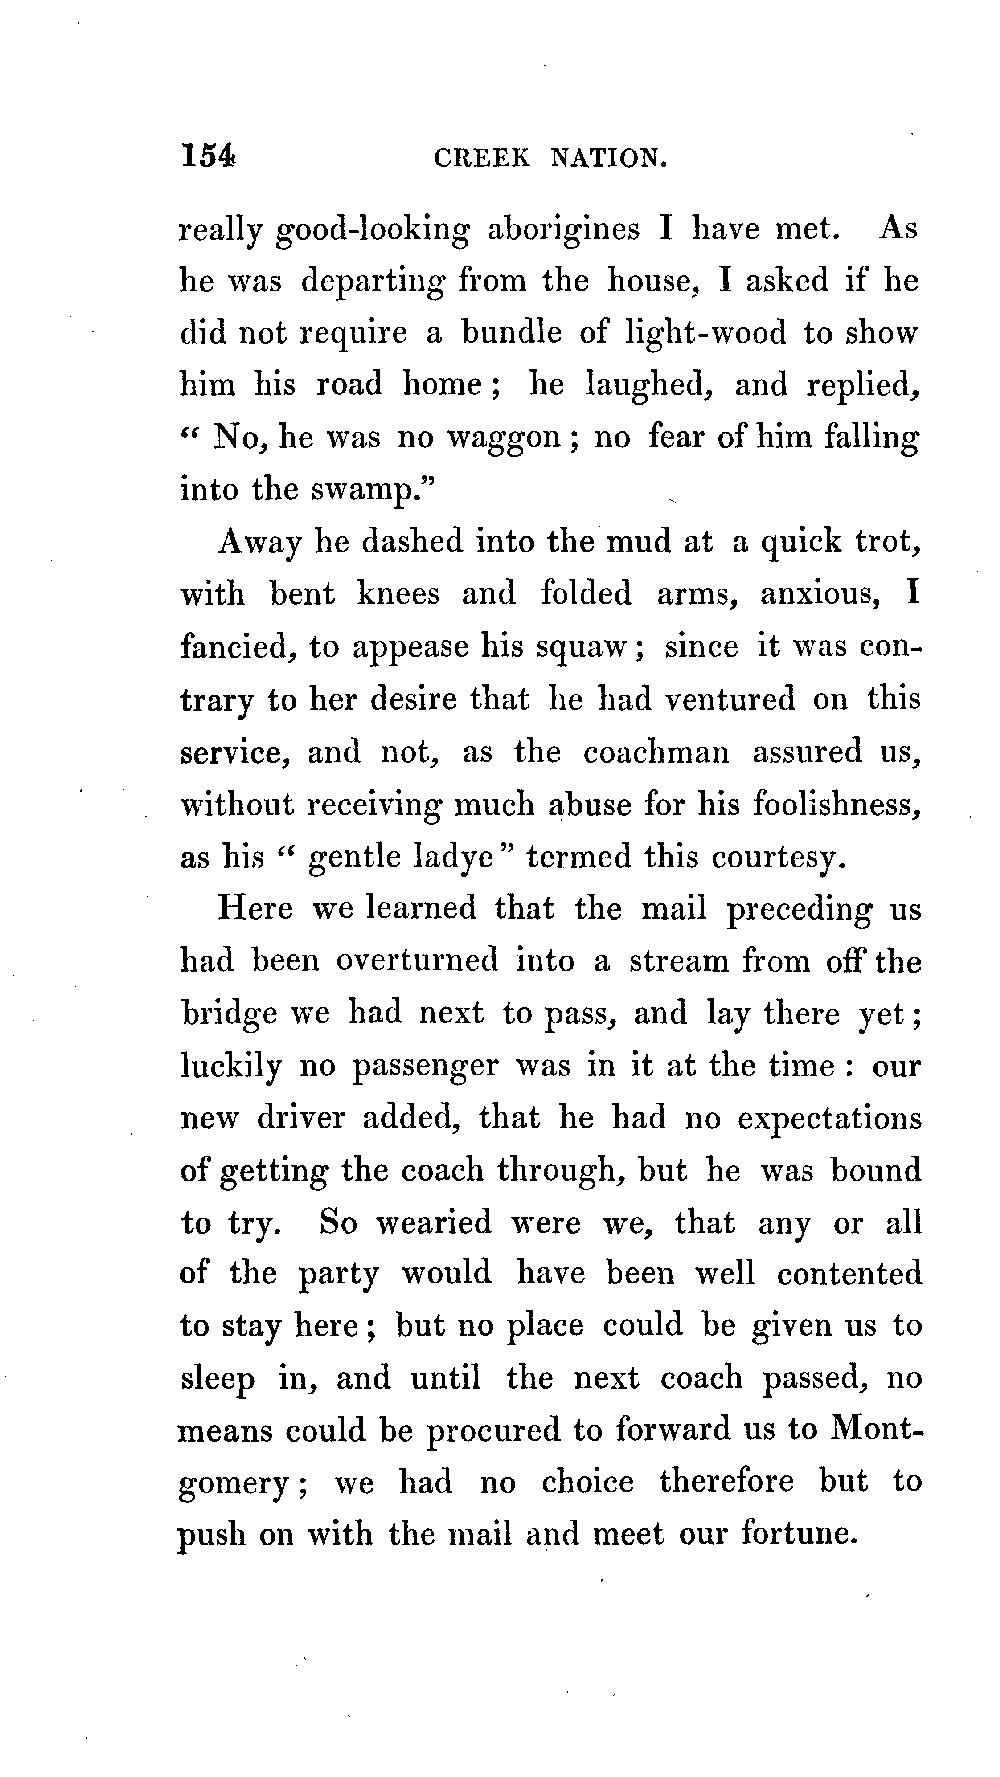 154 CREEK NATION.
really good-looking aborigines I have met. As
he was departing from the house, I asked if he
did not require a bundle of light-wood to show
him his road home ; he laughed, and replied,
“ No, he was no waggon ; no fear of him falling
into the swamp.”
Away he dashed into the mud at a quick trot,
with bent knees and folded arms, anxious, I
fancied, to appease his squaw ; since it was con-
trary to her desire that he had ventured on this
service, and not, as the coachman assured us,
without receiving much abuse for his foolishness,
as his “ gentle ladye ” termed this courtesy.
Here we learned that the mail preceding us
had been overturned into a stream from off the
bridge we had next to pass, and lay there yet ;
luckily no passenger was in it at the time : our
new driver added, that he had no expectations
of getting the coach through, but he was bound
to try. So wearied were we, that any or all
of the party would have been well contented
to stay here ; but no place could be given us to
sleep in, and until the next coach passed, no
means could be procured to forward us to Mont-
gomery ; we had no choice therefore but to
push on with the mail and meet our fortune.